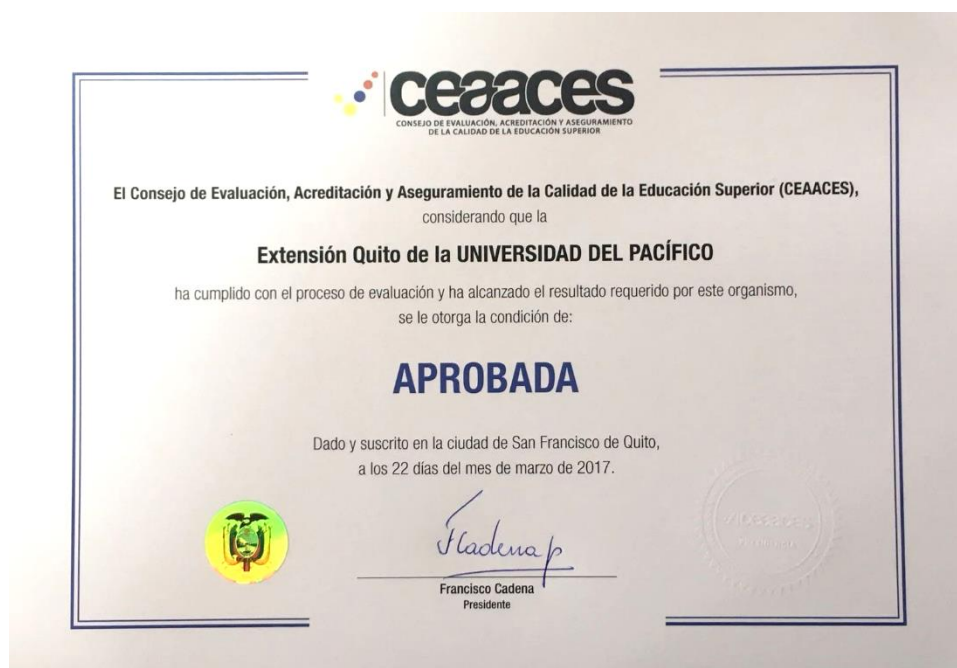 ceaaces
CONSEJO DE EVALUACIÓN, ACREDITACIÓN Y ASEGURAMIENTO
DE LA CALIDAD DE LA EDUCACIÓN SUPERIOR
El Consejo de Evaluación, Acreditación y Aseguramiento de la Calidad de la Educación Superior (CEAACES),
considerando que la
Extensión Quito de la UNIVERSIDAD DEL PACÍFICO
ha cumplido con el proceso de evaluación y ha alcanzado el resultado requerido por este organismo,
se le otorga la condición de:
APROBADA
Dado y suscrito en la ciudad de San Francisco de Quito,
a los 22 días del mes de marzo de 2017.
FCadena p
Francisco Cadena
Presidente
ceaaces